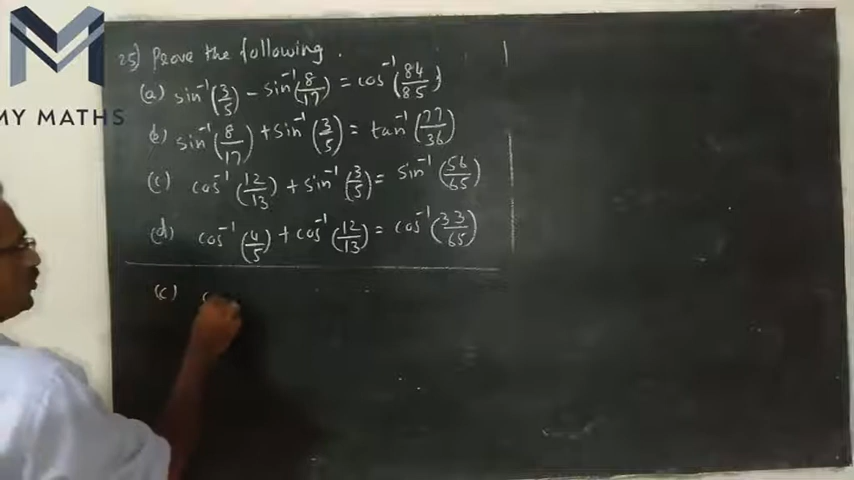 M
MY MATHS
25) Prove the following.
(a) sin⁻¹(3/5) - sin⁻¹(8/17) = cos⁻¹(84/85)
(b) sin⁻¹(8/17) + sin⁻¹(3/5) = tan⁻¹(77/36)
(c) cos⁻¹(12/13) + sin⁻¹(3/5) = sin⁻¹(56/65)
(d) cos⁻¹(4/5) + cos⁻¹(12/13) = cos⁻¹(33/65)
(c)